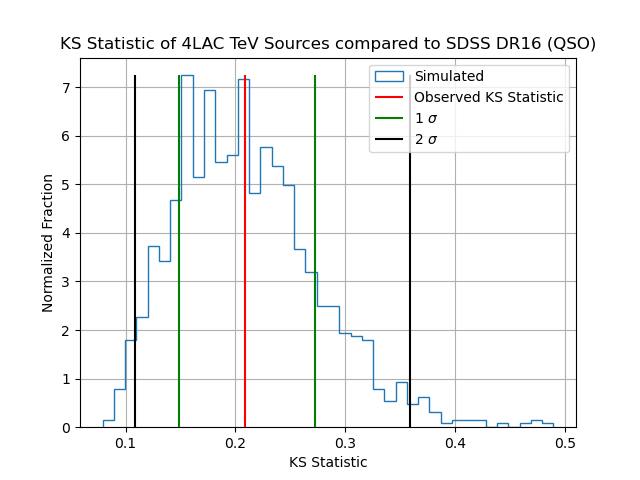 KS Statistic of 4LAC TeV Sources compared to SDSS DR16 (QSO)
Simulated
Observed KS Statistic
1 σ
2 σ
Normalized Fraction
7
6
5
4
3
2
1
0
0.1 0.2 0.3 0.4 0.5
KS Statistic